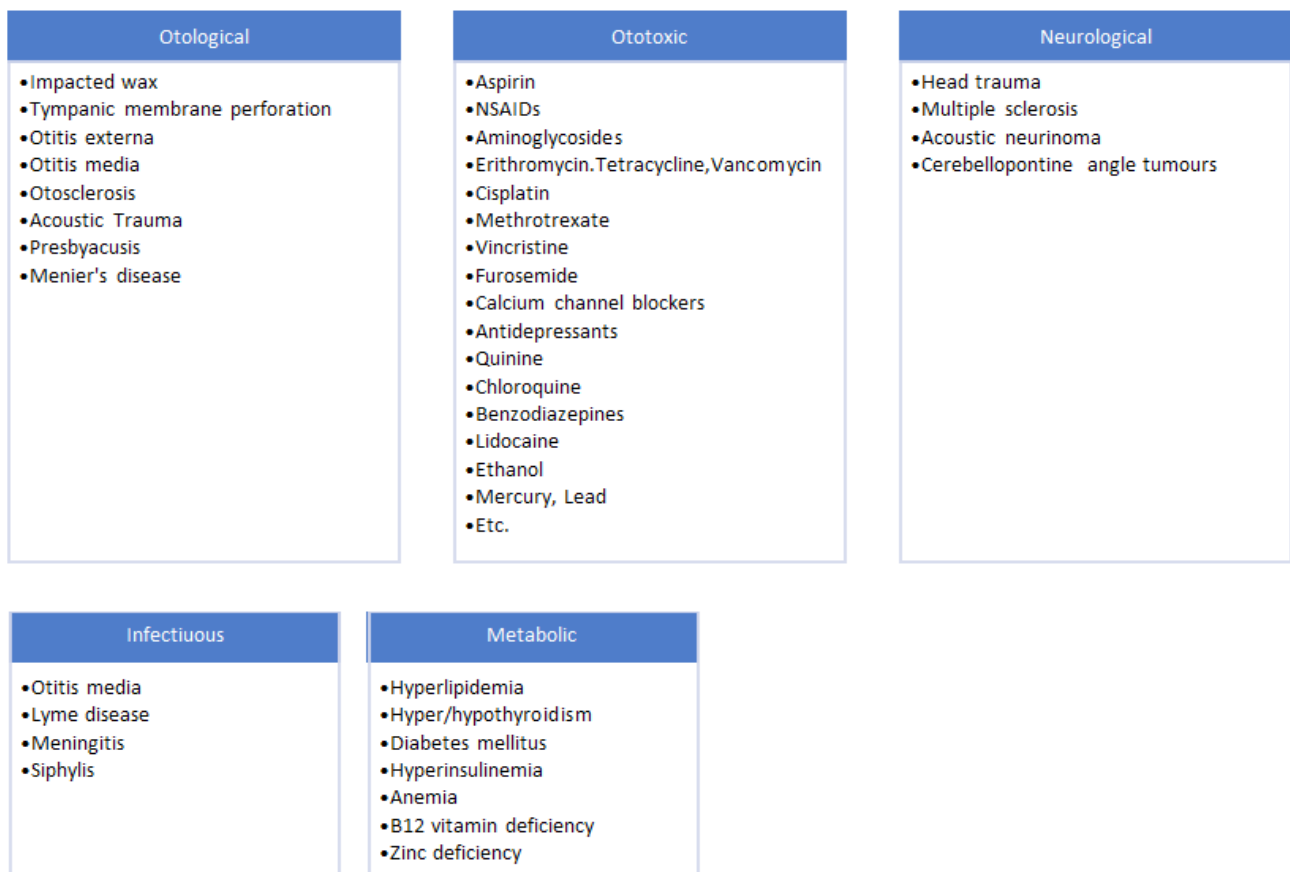 Otological
•Impacted wax
•Tympanic membrane perforation
•Otitis externa
•Otitis media
•Otosclerosis
•Acoustic Trauma
•Presbyacusis
•Menier's disease
Ototoxic
•Aspirin
•NSAIDs
•Aminoglycosides
•Erithromycin.Tetracycline,Vancomycin
•Cisplatin
•Methrotrexate
•Vincristine
•Furosemide
•Calcium channel blockers
•Antidepressants
•Quinine
•Chloroquine
•Benzodiazepines
•Lidocaine
•Ethanol
•Mercury, Lead
•Etc.
Neurological
•Head trauma
•Multiple sclerosis
•Acoustic neurinoma
•Cerebellopontine angle tumours
Infectiuous
•Otitis media
•Lyme disease
•Meningitis
•Siphylis
Metabolic
•Hyperlipidemia
•Hyper/hypothyroidism
•Diabetes mellitus
•Hyperinsulinemia
•Anemia
•B12 vitamin deficiency
•Zinc deficiency